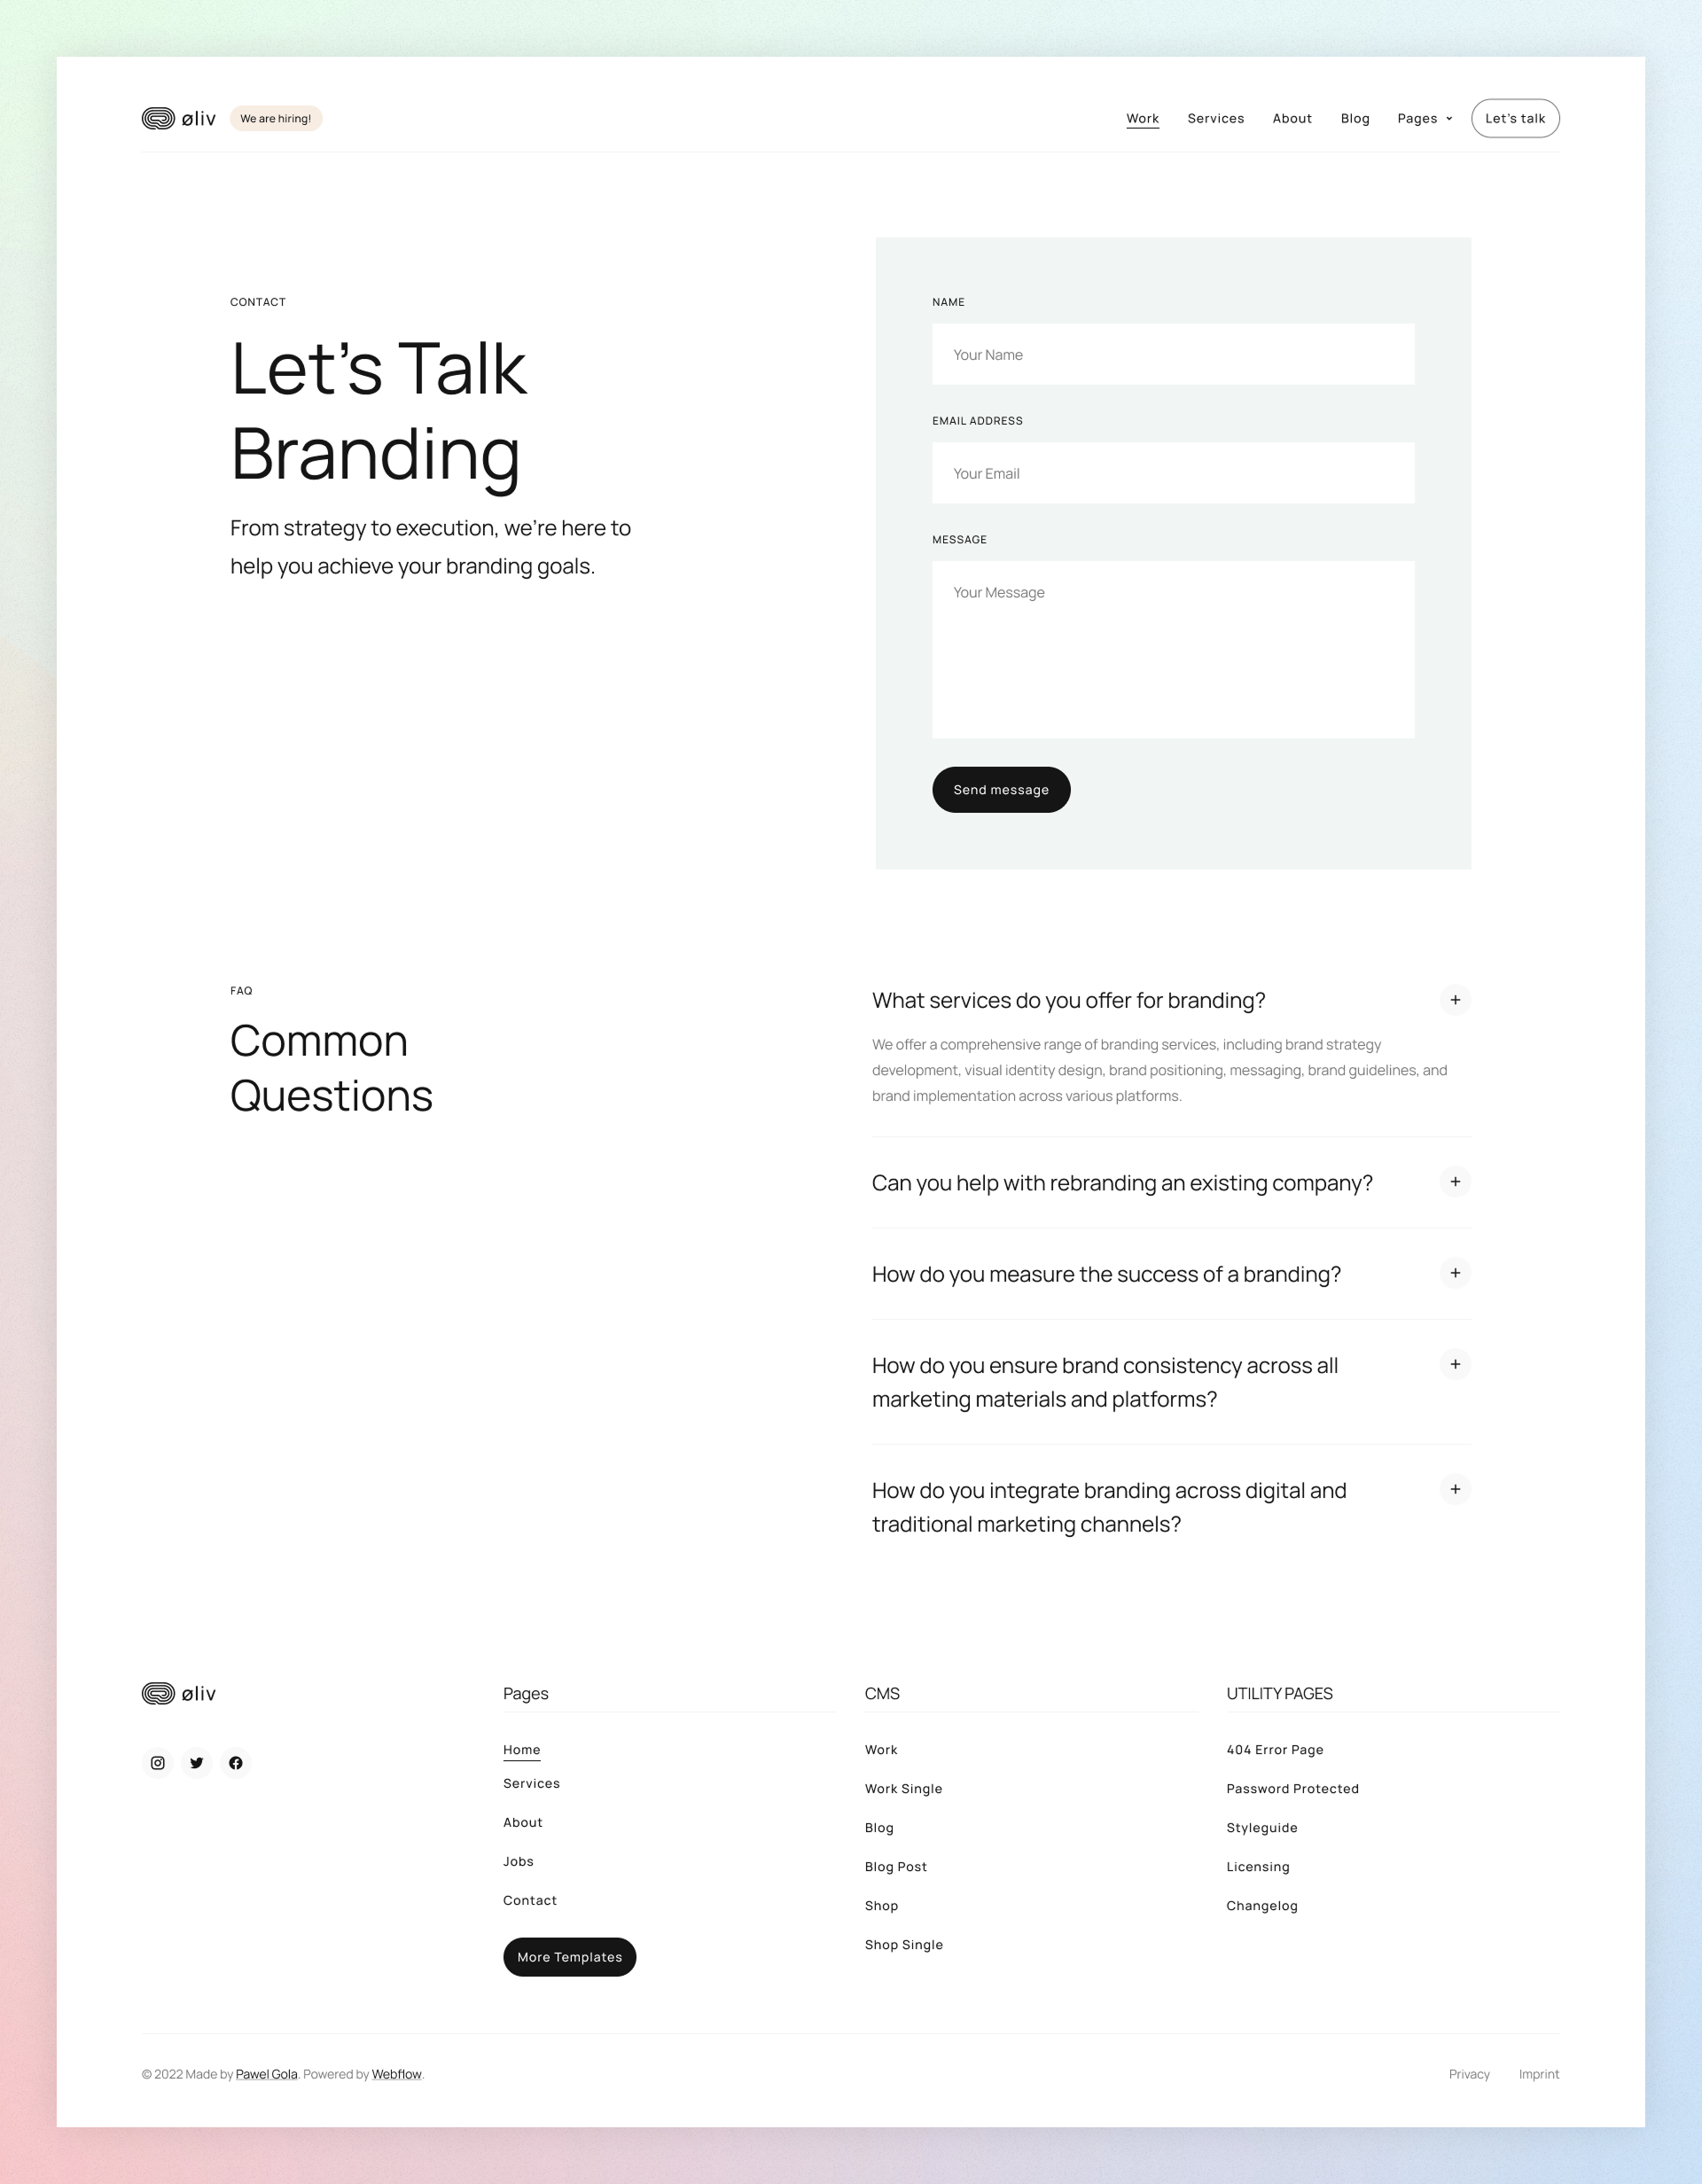 øliv
We are hiring!
Work
Services
About
Blog
Pages
Let's talk
CONTACT
Let's Talk
Branding
From strategy to execution, we're here to
help you achieve your branding goals.
NAME
Your Name
EMAIL ADDRESS
Your Email
MESSAGE
Your Message
Send message
FAQ
Common
Questions
What services do you offer for branding?
We offer a comprehensive range of branding services, including brand strategy
development, visual identity design, brand positioning, messaging, brand guidelines, and
brand implementation across various platforms.
Can you help with rebranding an existing company?
How do you measure the success of a branding?
How do you ensure brand consistency across all
marketing materials and platforms?
How do you integrate branding across digital and
traditional marketing channels?
øliv
Pages
Home
Services
About
Jobs
Contact
More Templates
CMS
Work
Work Single
Blog
Blog Post
Shop
Shop Single
UTILITY PAGES
404 Error Page
Password Protected
Styleguide
Licensing
Changelog
© 2022 Made by Pawel Gola. Powered by Webflow.
Privacy
Imprint